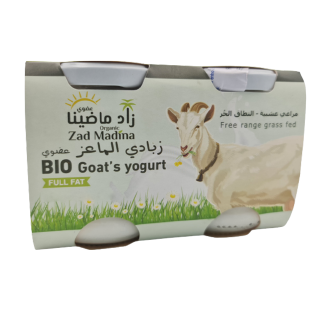 عضوي
زاد ماضينا
Organic
Zad Madina
زبادي الماعز عضوي
BIO Goat's yogurt
FULL FAT
مراعي عشبية - النطاق الحر
Free range grass fed